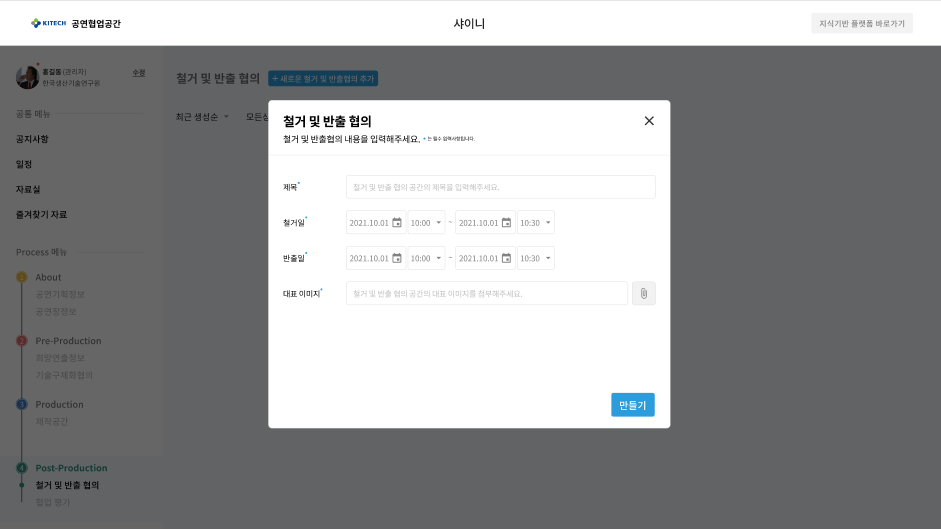 KITECH 공연협업공간
샤이니
지식기반 플랫폼 바로가기
홍길동(관리자)
수정
한국생산기술연구원
공통 메뉴
공지사항
일정
자료실
즐겨찾기 자료
Process 메뉴
1 About
공연기획정보
공연장정보
2 Pre-Production
희망연출정보
기술구체화협의
3 Production
제작공간
4 Post-Production
철거 및 반출 협의
협업 평가
철거 및 반출 협의
+ 새로운 철거 및 반출협의 추가
최근 생성순
모든상
철거 및 반출 협의
철거 및 반출협의 내용을 입력해주세요. • 는 필수 입력사항입니다.
제목
철거 및 반출 협의 공간의 제목을 입력해주세요.
철거일
2021.10.01 10:00 ~ 2021.10.01 10:30
반출일
2021.10.01 10:00 ~ 2021.10.01 10:30
대표 이미지
철거 및 반출 협의 공간의 대표 이미지를 첨부해주세요.
만들기